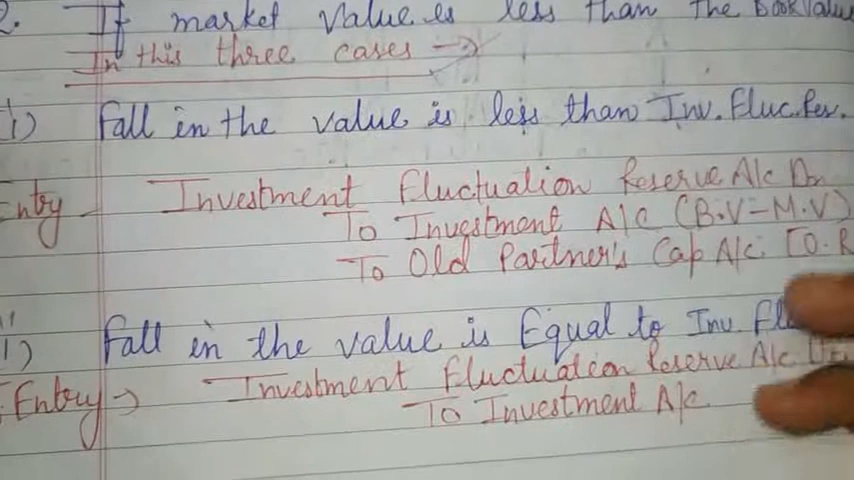 2. If market value is less than the Book Value
In this three cases →
i) Fall in the value is less than Inv. Fluc. Res.
Entry Investment Fluctuation Reserve A/c Dr
To Investment A/C (B.V-M.V)
To Old Partner's Cap A/c. [O.R
ii) Fall in the value is Equal to Inv
Entry → Investment Fluctuation Reserve A/c Dr.
To Investment A/c